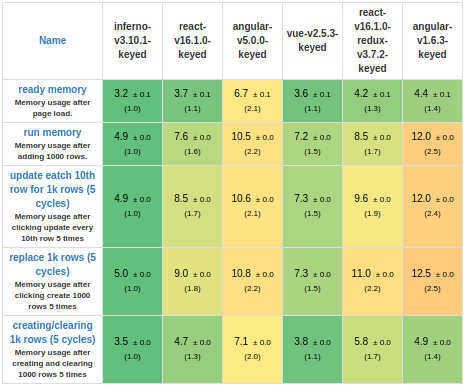 Name
inferno-
v3.10.1-
keyed
react-
v16.1.0-
keyed
angular-
v5.0.0-
keyed
vue-v2.5.3-
keyed
react-
v16.1.0-
redux-
v3.7.2-
keyed
angular-
v1.6.3-
keyed
ready memory
Memory usage after
page load.
3.2 ± 0.1
(1.0)
3.7 ± 0.1
(1.1)
6.7 ± 0.1
(2.1)
3.6 ± 0.1
(1.1)
4.2 ± 0.1
(1.3)
4.4 ± 0.1
(1.4)
run memory
Memory usage after
adding 1000 rows.
4.9 ± 0.0
(1.0)
7.6 ± 0.0
(1.6)
10.5 ± 0.0
(2.2)
7.2 ± 0.0
(1.5)
8.5 ± 0.0
(1.7)
12.0 ± 0.0
(2.5)
update eatch 10th
row for 1k rows (5
cycles)
Memory usage after
clicking update every
10th row 5 times
4.9 ± 0.0
(1.0)
8.5 ± 0.0
(1.7)
10.6 ± 0.0
(2.1)
7.3 ± 0.0
(1.5)
9.6 ± 0.0
(1.9)
12.0 ± 0.0
(2.4)
replace 1k rows (5
cycles)
Memory usage after
clicking create 1000
rows 5 times
5.0 ± 0.0
(1.0)
9.0 ± 0.0
(1.8)
10.8 ± 0.0
(2.2)
7.3 ± 0.0
(1.5)
11.0 ± 0.0
(2.2)
12.5 ± 0.0
(2.5)
creating/clearing
1k rows (5 cycles)
Memory usage after
creating and clearing
1000 rows 5 times
3.5 ± 0.0
(1.0)
4.7 ± 0.0
(1.3)
7.1 ± 0.0
(2.0)
3.8 ± 0.0
(1.1)
5.8 ± 0.0
(1.7)
4.9 ± 0.0
(1.4)